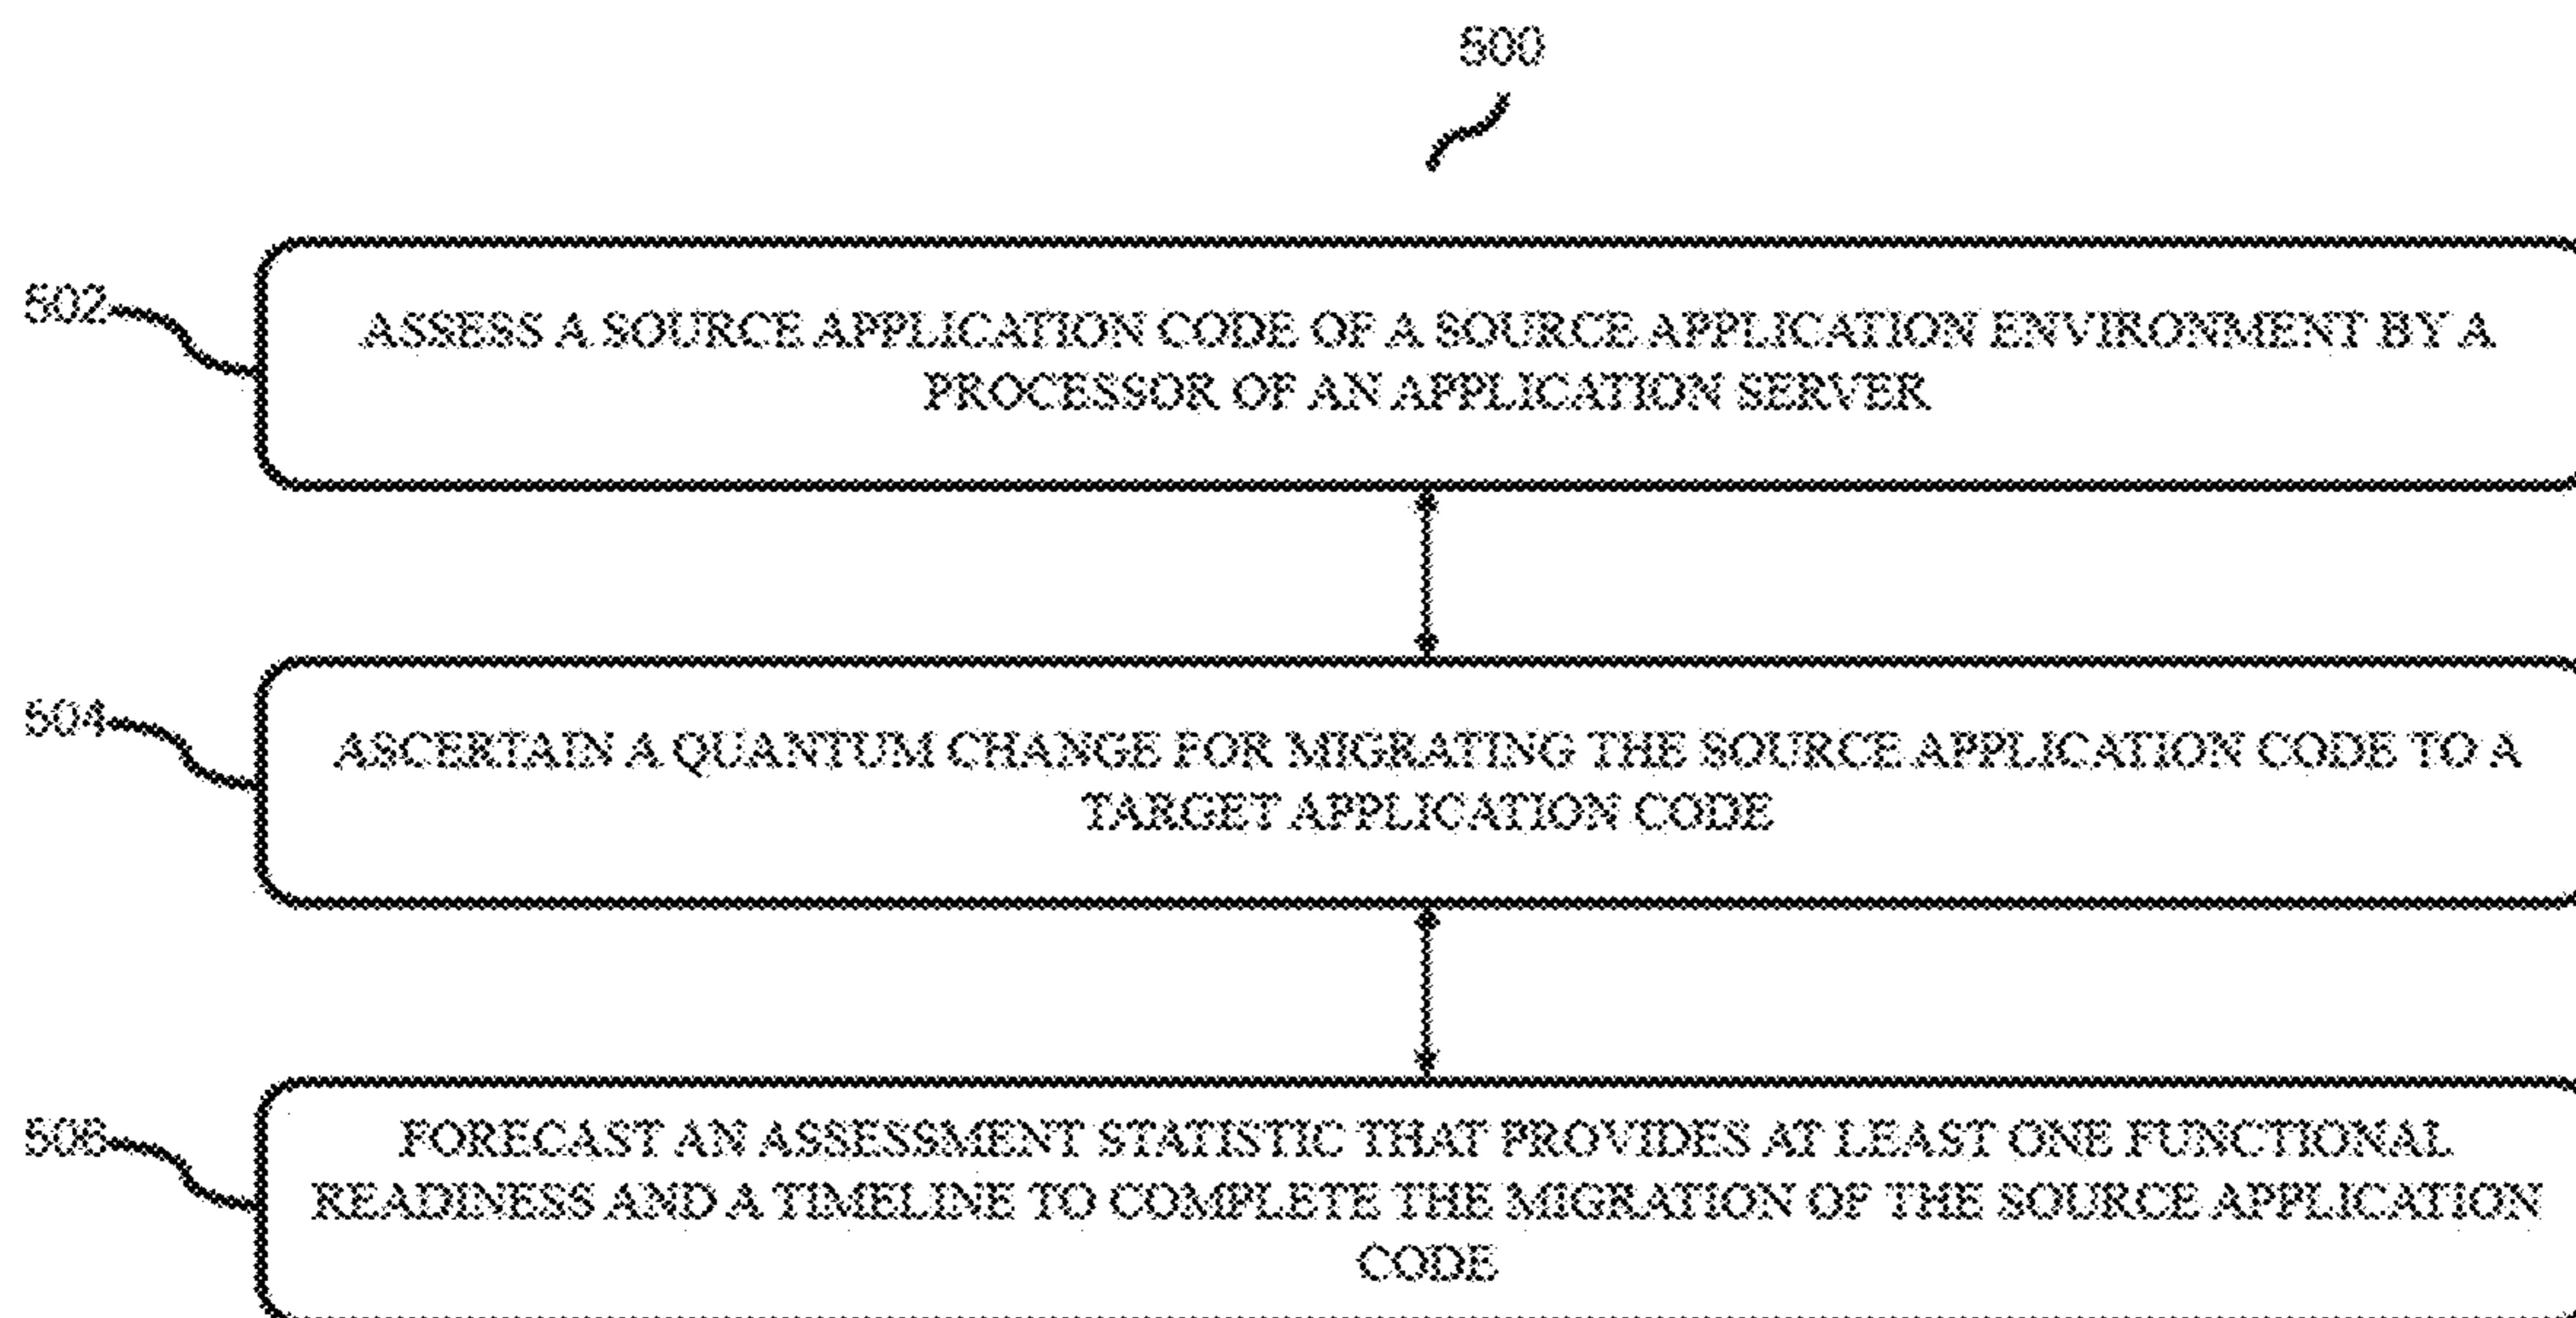 500
502
ASSESS A SOURCE APPLICATION CODE OF A SOURCE APPLICATION ENVIRONMENT BY A
PROCESSOR OF AN APPLICATION SERVER
504
ASCERTAIN A QUANTUM CHANGE FOR MIGRATING THE SOURCE APPLICATION CODE TO A
TARGET APPLICATION CODE
506
FORECAST AN ASSESSMENT STATISTIC THAT PROVIDES AT LEAST ONE FUNCTIONAL
READINESS AND A TIMELINE TO COMPLETE THE MIGRATION OF THE SOURCE APPLICATION
CODE